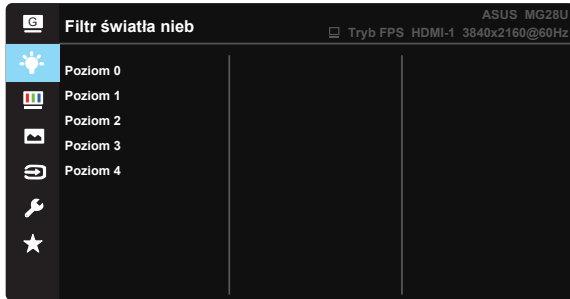 G
Filtr światła nieb
ASUS MG28U
Tryb FPS HDMI-1 3840x2160@60Hz
Poziom 0
Poziom 1
Poziom 2
Poziom 3
Poziom 4